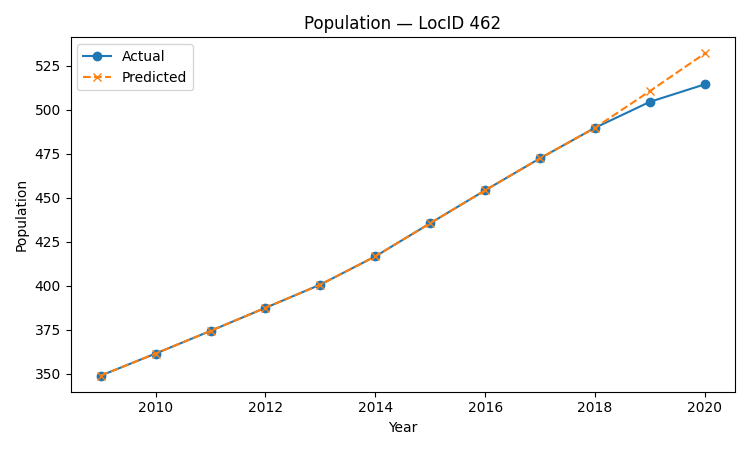 Population — LocID 462
Actual
Predicted
Population
525
500
475
450
425
400
375
350
2010 2012 2014 2016 2018 2020
Year